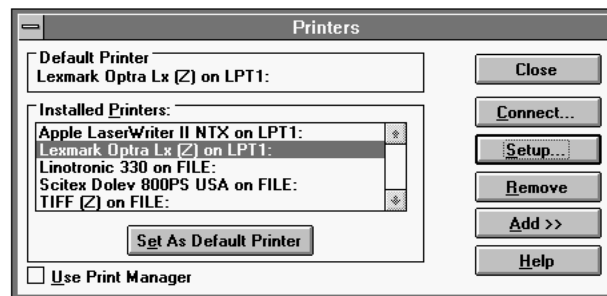 Printers
Default Printer
Lexmark Optra Lx (Z) on LPT1:
Installed Printers:
Apple LaserWriter II NTX on LPT1:
Lexmark Optra Lx (Z) on LPT1:
Linotronic 330 on FILE:
Scitex Dolev 800PS USA on FILE:
TIFF (Z) on FILE:
Set As Default Printer
Use Print Manager
Close
Connect...
Setup...
Remove
Add >>
Help